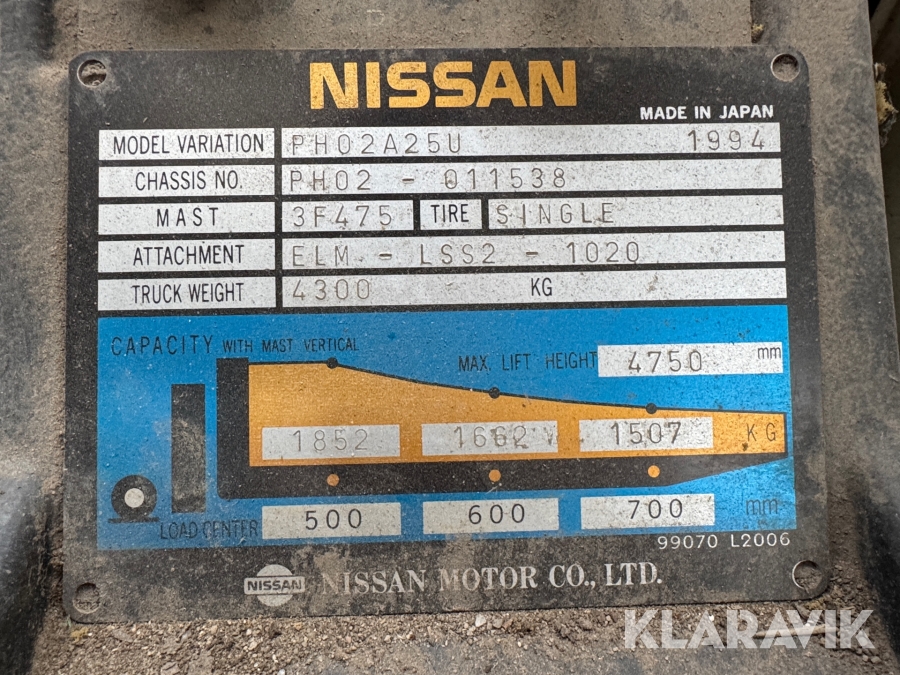 NISSAN
MADE IN JAPAN
MODEL VARIATION PH02A25U 1994
CHASSIS NO. PH02 - 011538
MAST 3F475 TIRE SINGLE
ATTACHMENT ELM - LSS2 - 1020
TRUCK WEIGHT 4300 KG
CAPACITY WITH MAST VERTICAL
MAX. LIFT HEIGHT 4750 mm
1852 1662 1507 KG
LOAD CENTER 500 600 700 mm
99070 L2006
NISSAN NISSAN MOTOR CO., LTD.
KLARAVIK